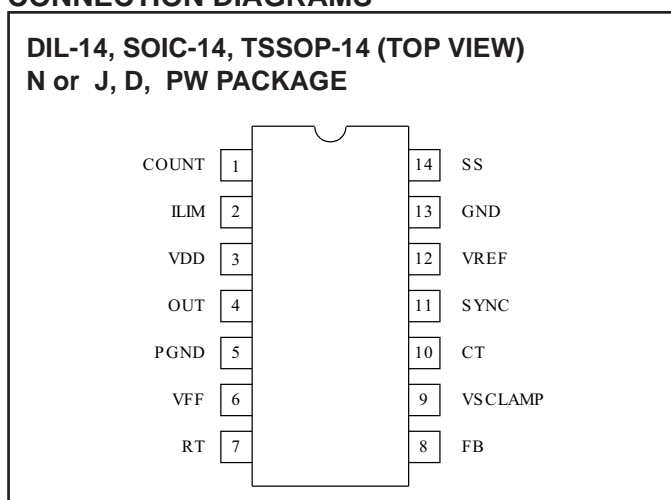 CONNECTION DIAGRAMS
DIL-14, SOIC-14, TSSOP-14 (TOP VIEW)
N or J, D, PW PACKAGE
COUNT 1 14 SS
ILIM 2 13 GND
VDD 3 12 VREF
OUT 4 11 SYNC
PGND 5 10 CT
VFF 6 9 VSCLAMP
RT 7 8 FB